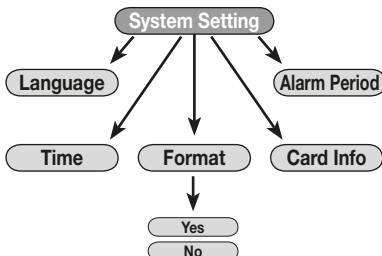 System Setting
Language
Alarm Period
Time
Format
Card Info
Yes
No